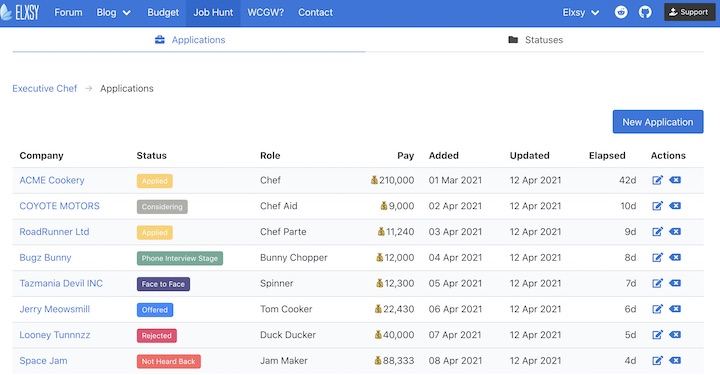 ELXSY Forum Blog Budget Job Hunt WCGW? Contact Elxsy Support
Applications Statuses
Executive Chef → Applications
New Application
Company Status Role Pay Added Updated Elapsed Actions
ACME Cookery Applied Chef 210,000 01 Mar 2021 12 Apr 2021 42d
COYOTE MOTORS Considering Chef Aid 9,000 02 Apr 2021 12 Apr 2021 10d
RoadRunner Ltd Applied Chef Parte 11,240 03 Apr 2021 12 Apr 2021 9d
Bugz Bunny Phone Interview Stage Bunny Chopper 12,000 04 Apr 2021 12 Apr 2021 8d
Tazmania Devil INC Face to Face Spinner 12,300 05 Apr 2021 12 Apr 2021 7d
Jerry Meowsmill Offered Tom Cooker 22,430 06 Apr 2021 12 Apr 2021 6d
Looney Tunnnzz Rejected Duck Ducker 40,000 07 Apr 2021 12 Apr 2021 5d
Space Jam Not Heard Back Jam Maker 88,333 08 Apr 2021 12 Apr 2021 4d